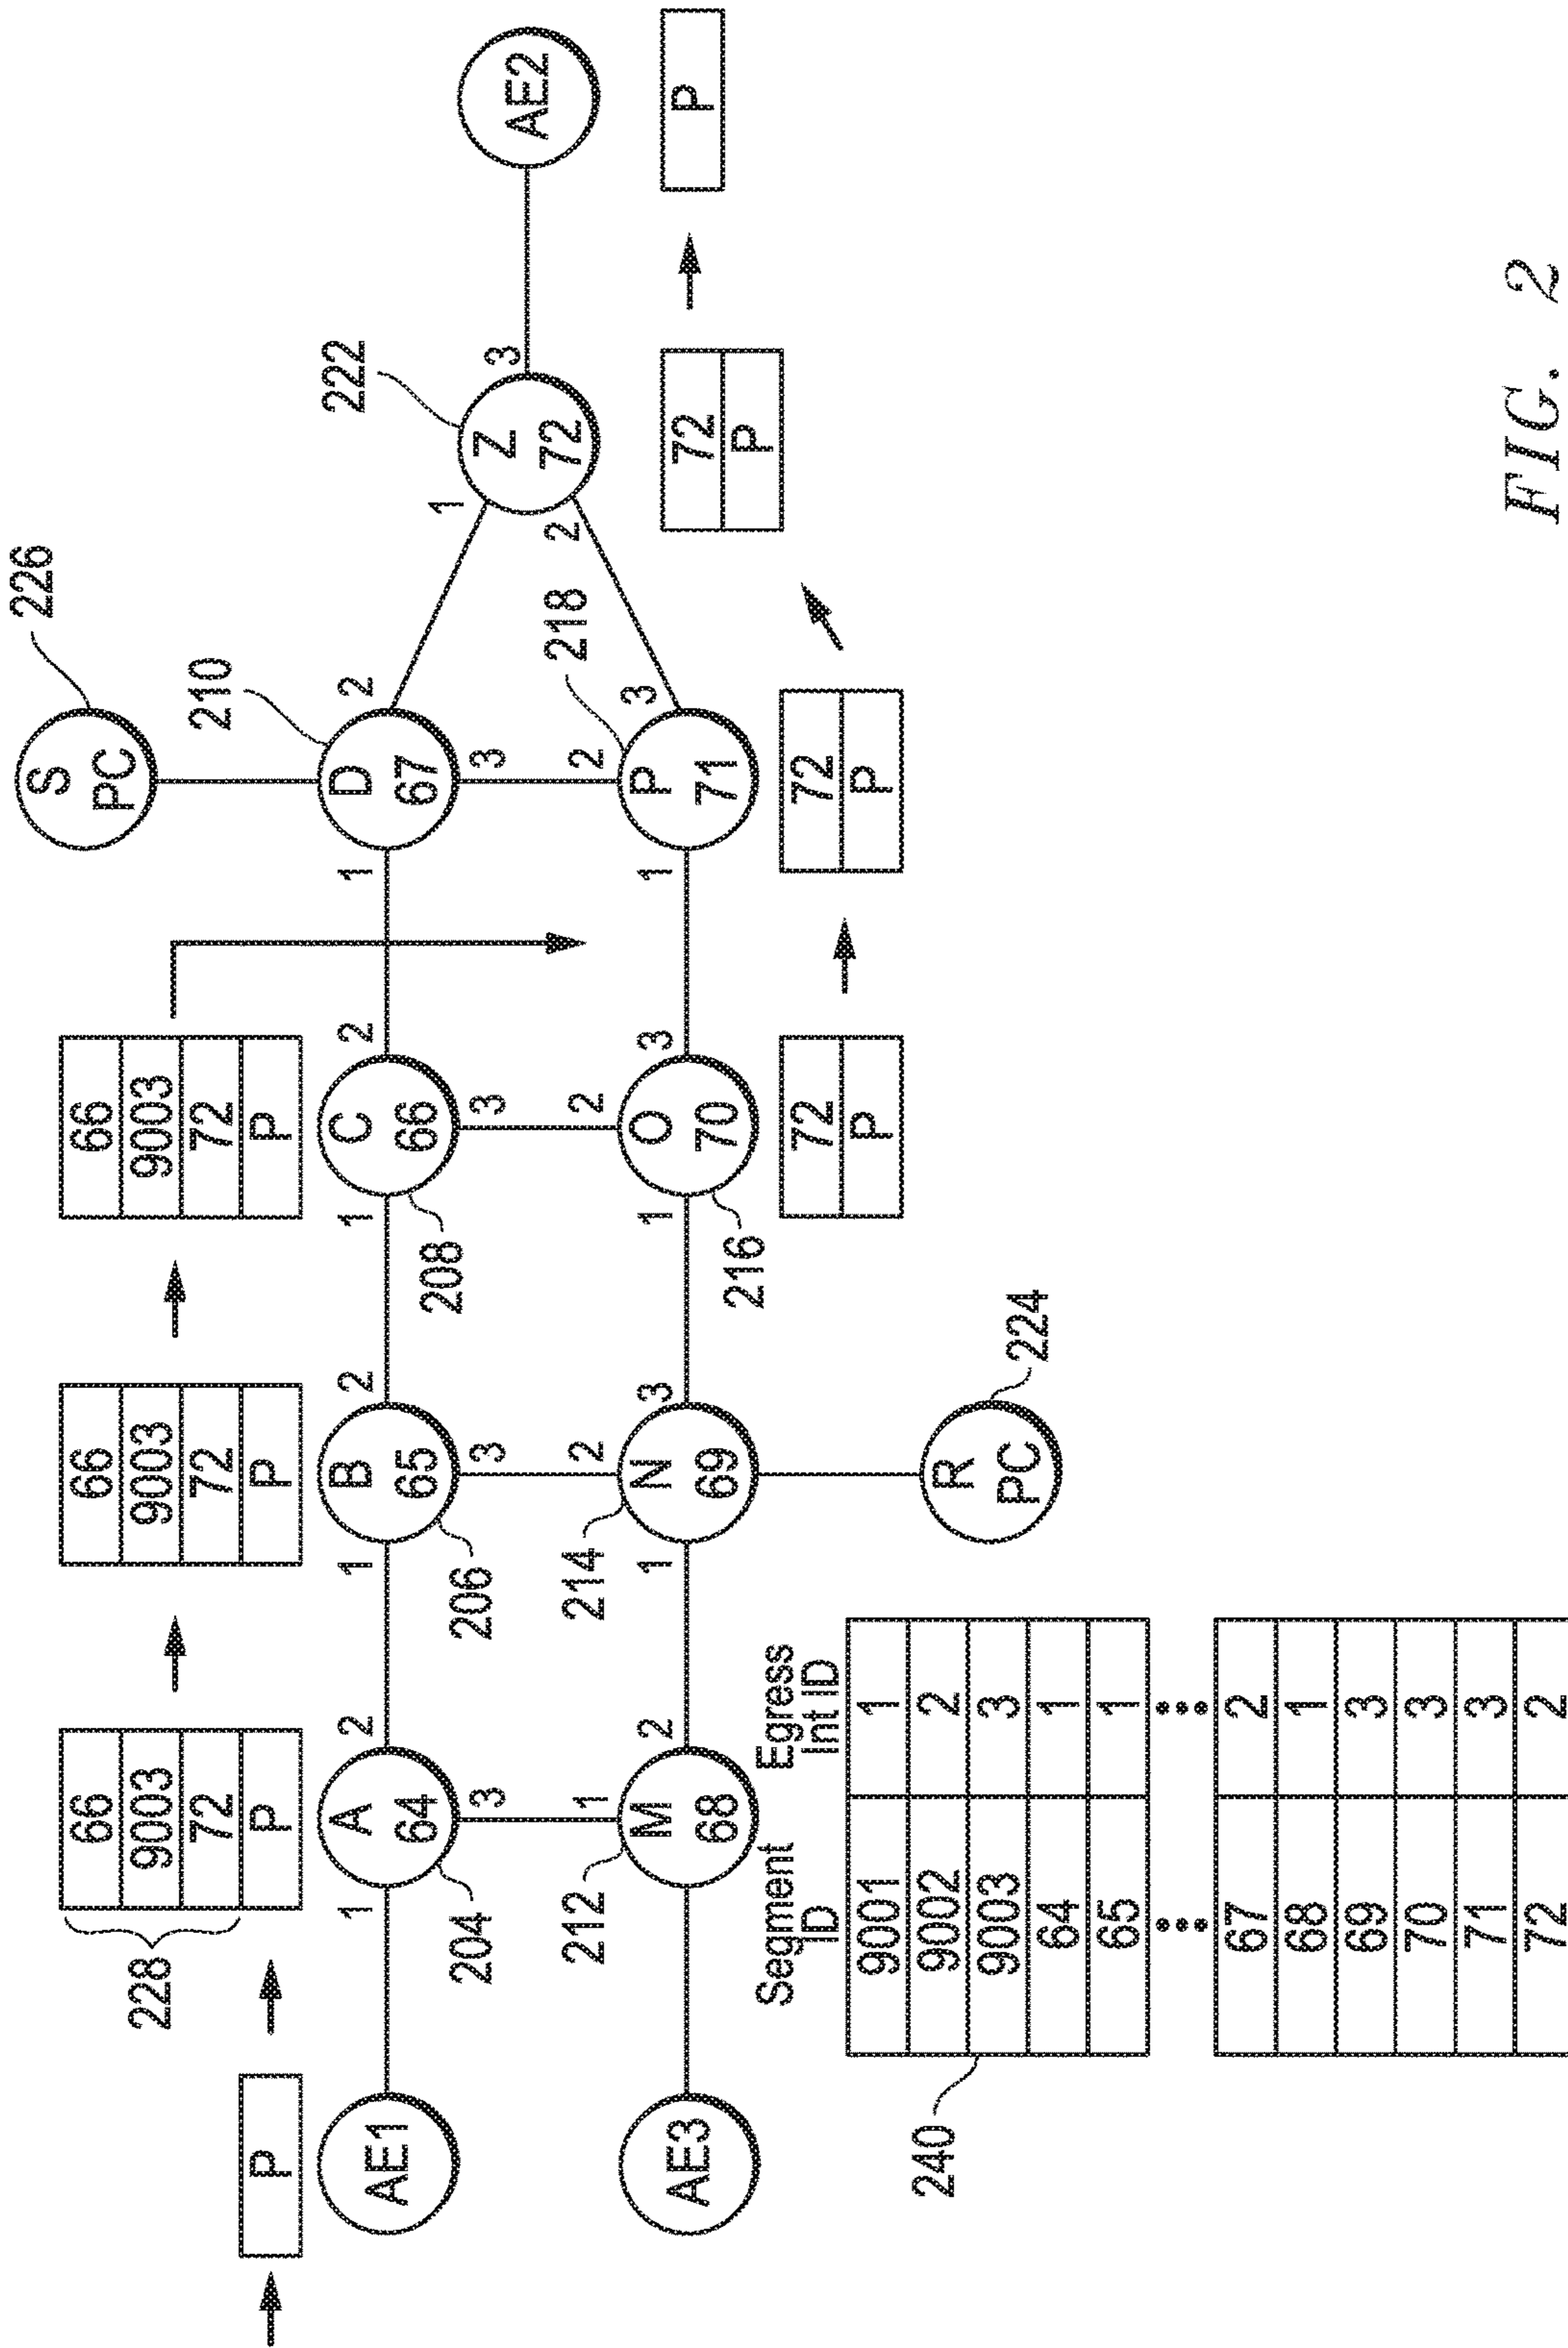 226
S
PC
66
9003
72
P
66
9003
72
P
66
9003
72
P
228
P
210
222
AE1
1
A
64
2
1
B
65
2
1
C
66
2
1
D
67
2
1
Z
72
3
AE2
204
3
206
3
208
3
3
2
212
1
214
2
2
2
218
AE3
M
68
2
1
N
69
3
1
O
70
3
1
P
71
3
216
72
P
P
72
P
72
P
R
PC
224
Segment
ID
Egress
Int ID
240
9001 1
9002 2
9003 3
64 1
65 1
67 2
68 1
69 3
70 3
71 3
72 2
FIG. 2